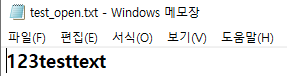 test_open.txt - Windows 메모장
파일(F) 편집(E) 서식(O) 보기(V) 도움말(H)
123testtext